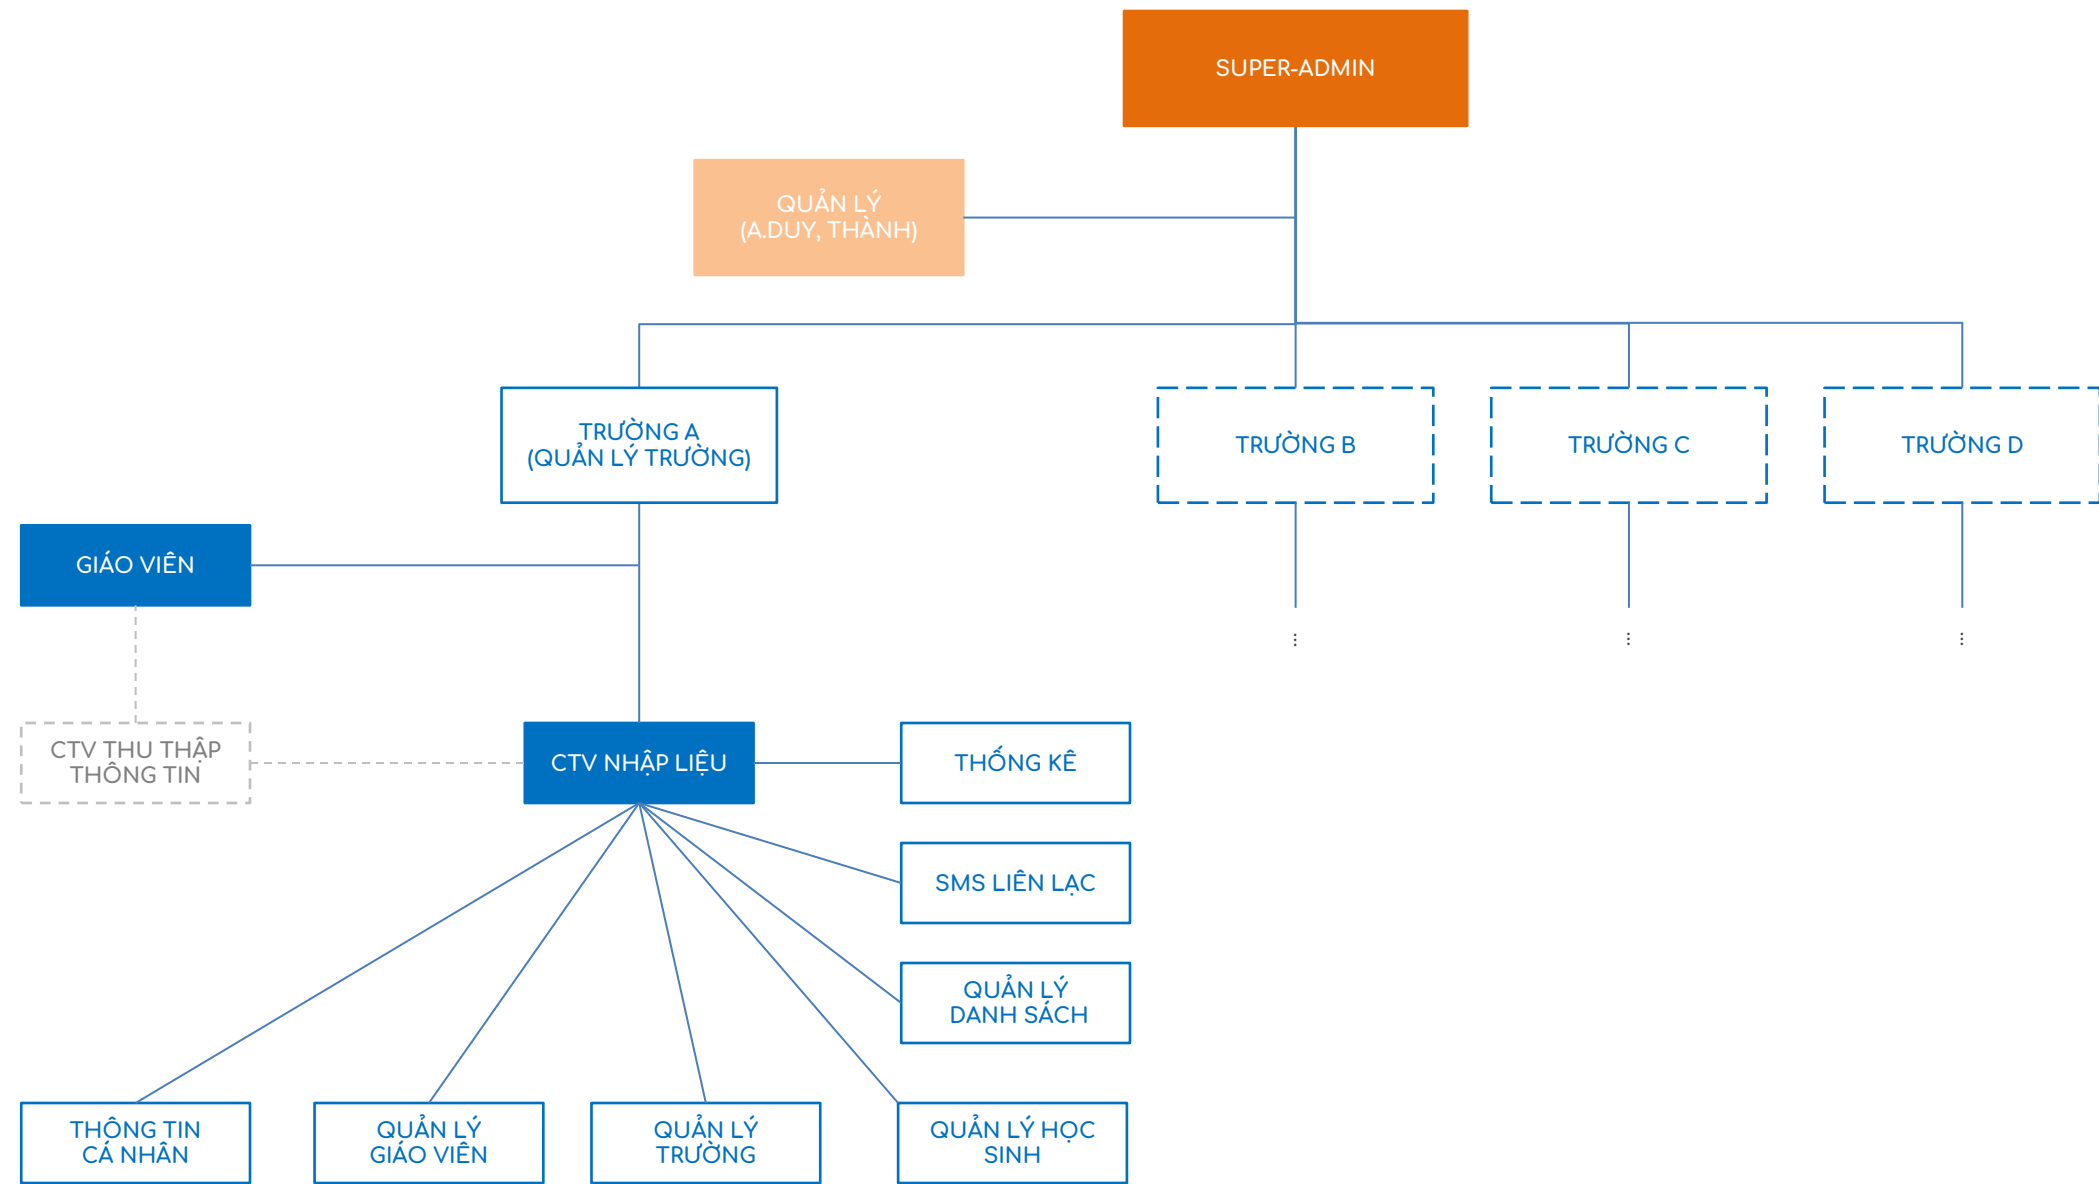 SUPER-ADMIN
QUẢN LÝ
(A.DUY, THÀNH)
TRƯỜNG A
(QUẢN LÝ TRƯỜNG)
TRƯỜNG B
TRƯỜNG C
TRƯỜNG D
GIÁO VIÊN
...
...
...
CTV THU THẬP
THÔNG TIN
CTV NHẬP LIỆU
THỐNG KÊ
SMS LIÊN LẠC
QUẢN LÝ
DANH SÁCH
THÔNG TIN
CÁ NHÂN
QUẢN LÝ
GIÁO VIÊN
QUẢN LÝ
TRƯỜNG
QUẢN LÝ HỌC
SINH